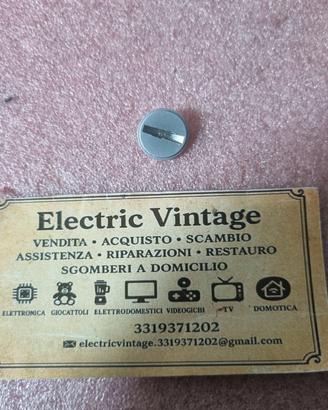 Electric Vintage
VENDITA • ACQUISTO • SCAMBIO
ASSISTENZA • RIPARAZIONI • RESTAURO
SGOMBERI A DOMICILIO
ELETTRONICA GIOCATTOLI ELETTRODOMESTICI VIDEOGICHI TV DOMOTICA
3319371202
electricvintage.3319371202@gmail.com